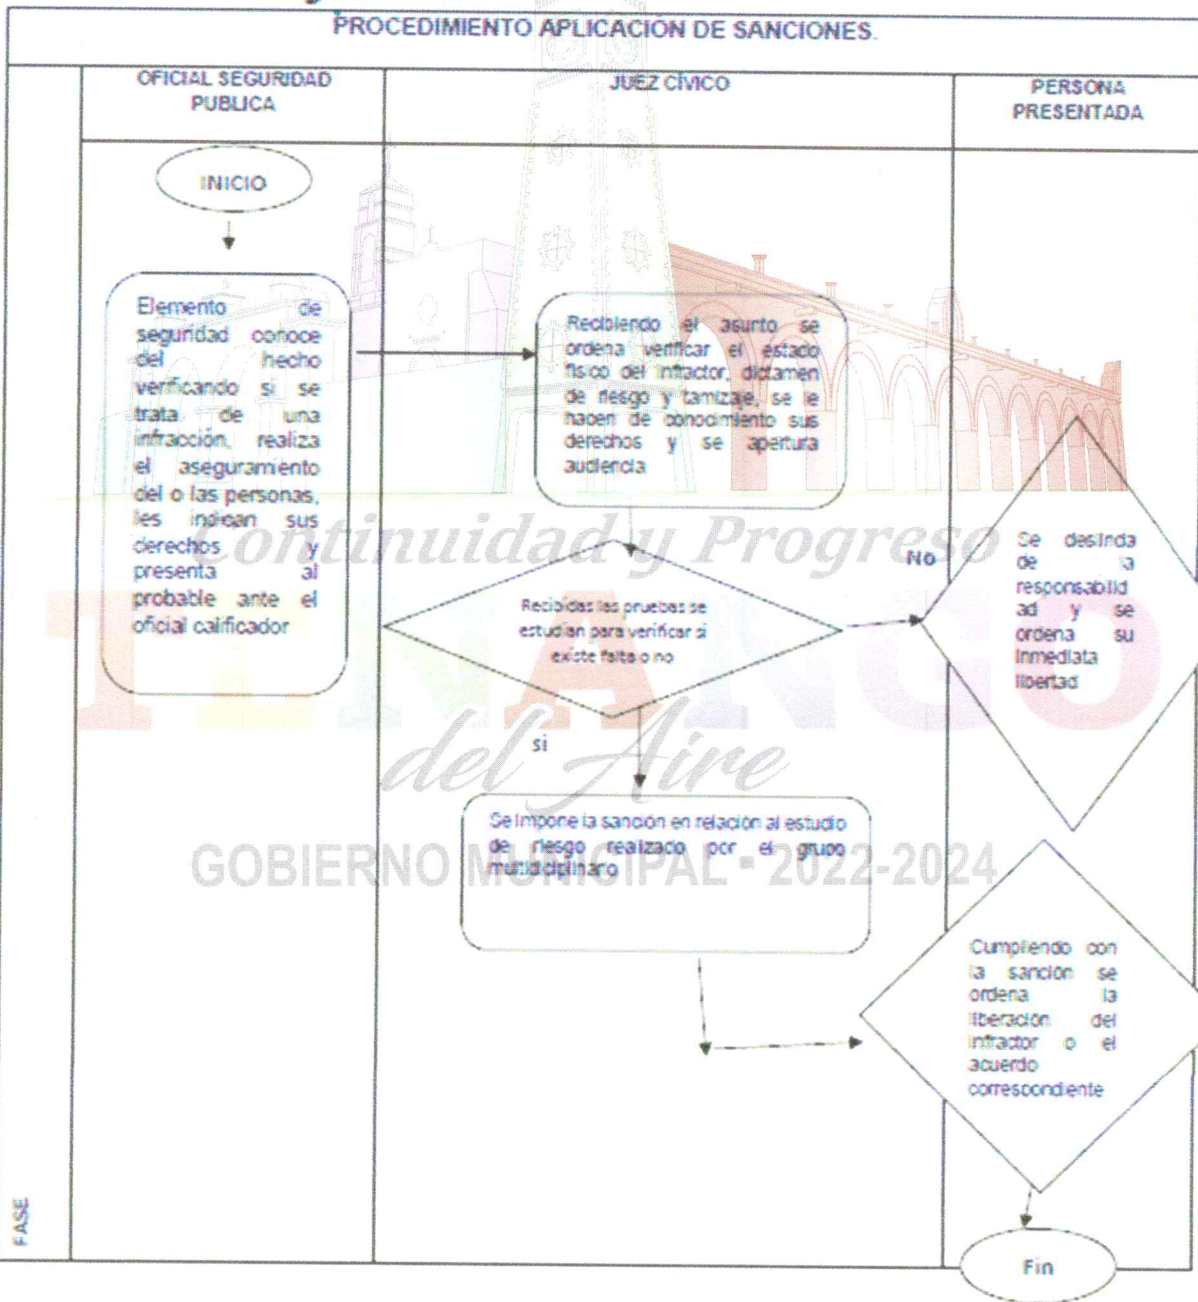 PROCEDIMIENTO APLICACIÓN DE SANCIONES.
OFICIAL SEGURIDAD
PUBLICA
JUEZ CÍVICO
PERSONA
PRESENTADA
INICIO
Elemento de
seguridad conoce
del hecho
verificando si se
trata de una
infracción, realiza
el aseguramiento
del o las personas,
les indican sus
derechos y
presenta al
probable ante el
oficial calificador
Recibiendo el asunto se
ordena verificar el estado
físico del infractor, dictamen
de riesgo y tamizaje, se le
hacen de conocimiento sus
derechos y se apertura
audiencia
Recibidas las pruebas se
estudian para verificar si
existe falta o no
No
Se deslinda
de la
responsabilid
ad y se
ordena su
inmediata
libertad
si
Se impone la sanción en relación al estudio
de riesgo realizado por el grupo
multidiciplinario
Cumpliendo con
la sanción se
ordena la
liberación del
infractor o el
acuerdo
correspondiente
Fin
FASE
Continuidad y Progreso
TENANGO
del Aire
GOBIERNO MUNICIPAL • 2022-2024